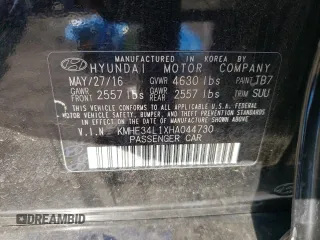 MANUFACTURED IN KOREA BY
HYUNDAI MOTOR COMPANY
MAY/27/16 GVWR 4630 lbs PAINT TB7
GAWR FRONT 2557 lbs GAWR REAR 2557 lbs TRIM SUU
THIS VEHICLE CONFORMS TO ALL APPLICABLE
FEDERAL MOTOR VEHICLE SAFETY, BUMPER, AND
THEFT PREVENTION STANDARDS IN EFFECT ON
THE DATE OF MANUFACTURE SHOWN ABOVE.
V.I.N KMHE34L1XHA044730
PASSENGER CAR
DREAMBID